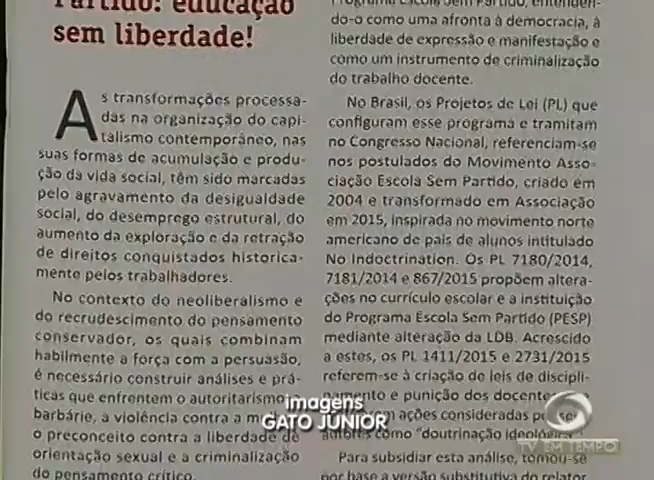 Partido: educação
sem liberdade!
As transformações processa-
das na organização do capi-
talismo contemporâneo, nas
suas formas de acumulação e produ-
ção da vida social, têm sido marcadas
pelo agravamento da desigualdade
social, do desemprego estrutural, do
aumento da exploração e da retração
de direitos conquistados historica-
mente pelos trabalhadores.
No contexto do neoliberalismo e
do recrudescimento do pensamento
conservador, os quais combinam
habilmente a força com a persuasão,
é necessário construir análises e prá-
ticas que enfrentem o autoritarismo
barbárie, a violência contra a
o preconceito contra a liberdade de
orientação sexual e a criminalização
do pensamento crítico.
Programa Escola Sem Partido, entenden-
do-o como uma afronta à democracia, à
liberdade de expressão e manifestação e
como um instrumento de criminalização
do trabalho docente.
No Brasil, os Projetos de Lei (PL) que
configuram esse programa e tramitam
no Congresso Nacional, referenciam-se
nos postulados do Movimento Asso-
ciação Escola Sem Partido, criado em
2004 e transformado em Associação
em 2015, inspirada no movimento norte
americano de pais de alunos intitulado
No Indoctrination. Os PL 7180/2014,
7181/2014 e 867/2015 propõem altera-
ções no currículo escolar e a instituição
do Programa Escola Sem Partido (PESP)
mediante alteração da LDB. Acrescido
a estes, os PL 1411/2015 e 2731/2015
referem-se à criação de leis de discipli-
namento e punição dos docente
em ações consideradas
como "doutrinação ideológica".
Para subsidiar esta análise, tomou-se
por base a versão substitutiva do relator
imagens
GATO JÚNIOR
TV EM TEMPO